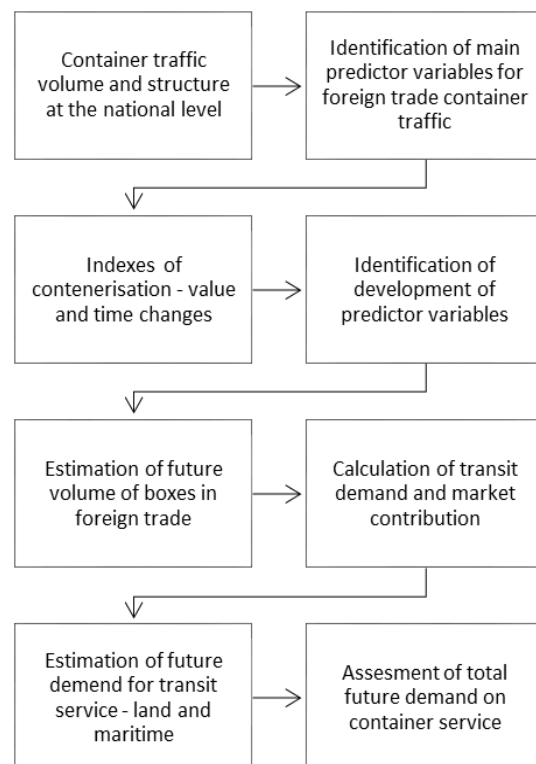 Container traffic
volume and structure
at the national level
Identification of main
predictor variables for
foreign trade container
traffic
Indexes of
contenerisation - value
and time changes
Identification of
development of
predictor variables
Estimation of future
volume of boxes in
foreign trade
Calculation of transit
demand and market
contribution
Estimation of future
demend for transit
service - land and
maritime
Assesment of total
future demand on
container service